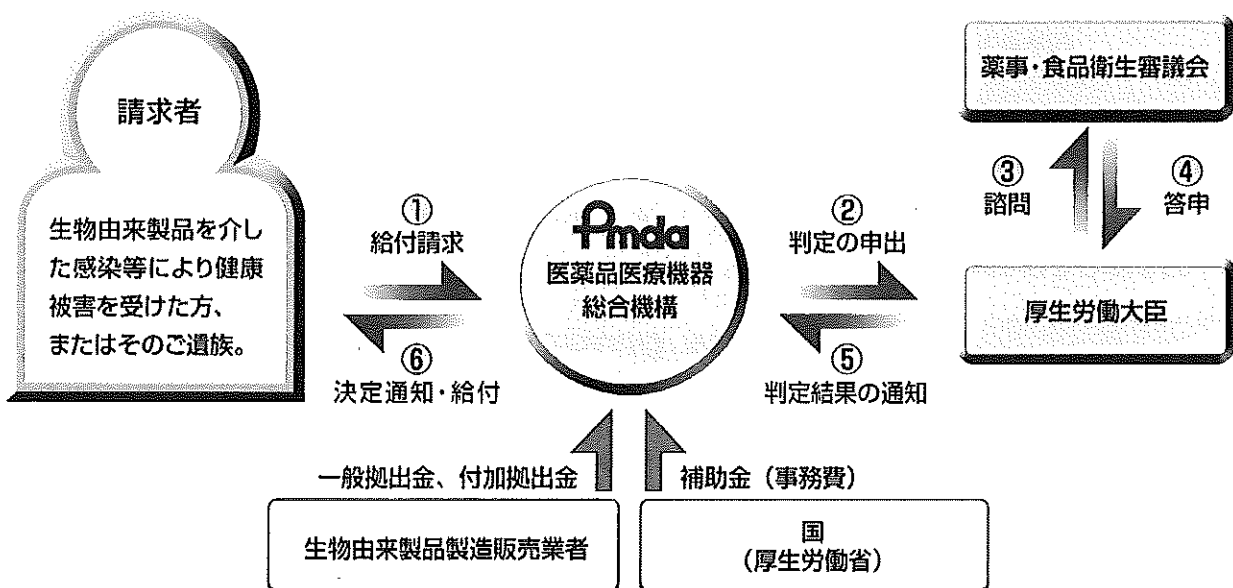 請求者
生物由来製品を介し
た感染等により健康
被害を受けた方、
またはそのご遺族。
①
給付請求
⑥
決定通知・給付
Pmda
医薬品医療機器
総合機構
②
判定の申出
⑤
判定結果の通知
薬事・食品衛生審議会
③
諮問
④
答申
厚生労働大臣
一般拠出金、付加拠出金
補助金（事務費）
生物由来製品製造販売業者
国
（厚生労働省）